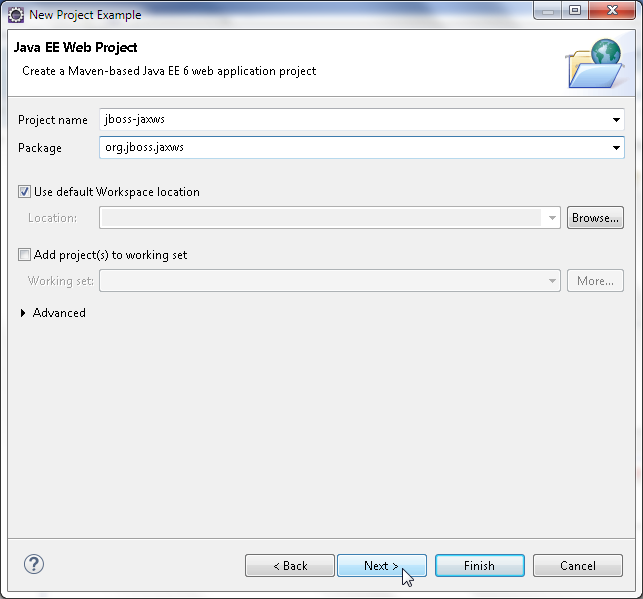 New Project Example
Java EE Web Project
Create a Maven-based Java EE 6 web application project
Project name jboss-jaxws
Package org.jboss.jaxws
Use default Workspace location
Location: Browse...
Add project(s) to working set
Working set: More...
Advanced
? < Back Next > Finish Cancel